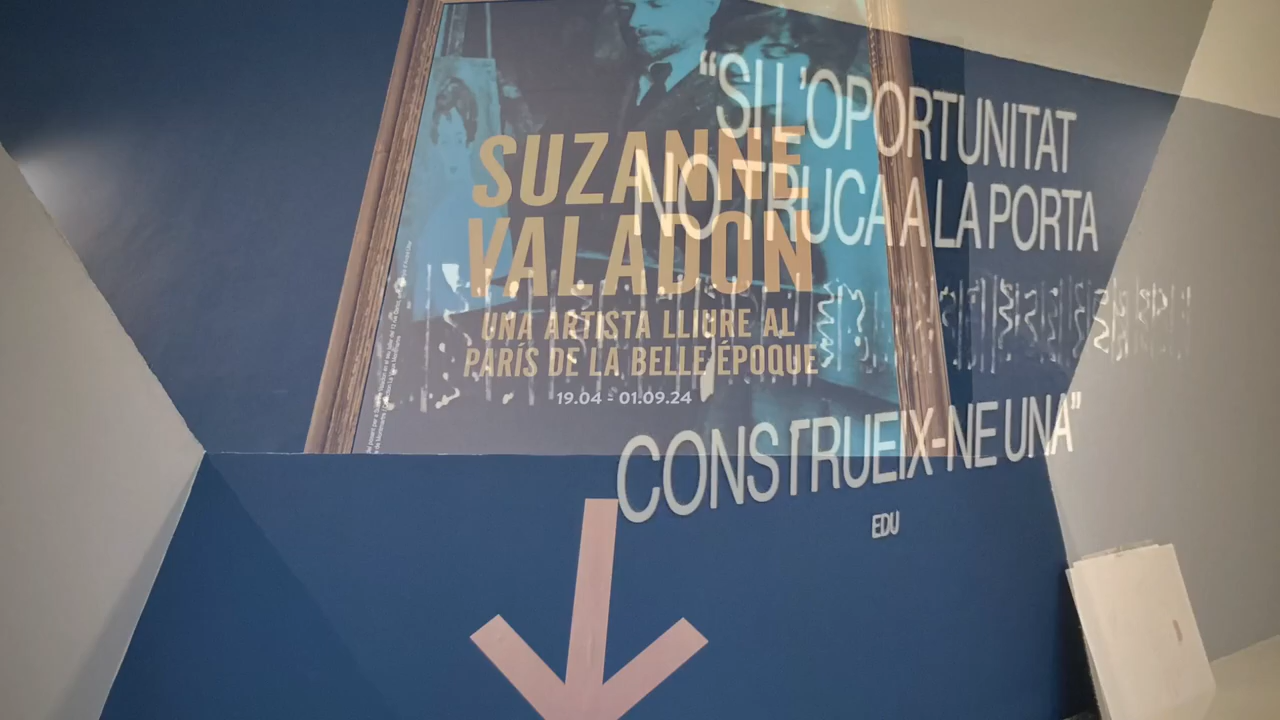 SUZANNE
VALADON
UNA ARTISTA LLIURE AL
PARÍS DE LA BELLE ÉPOQUE
19.04 - 01.09.24
“SI L’OPORTUNITAT
NO TRUCA A LA PORTA
CONSTRUEIX-NE UNA”
EDU